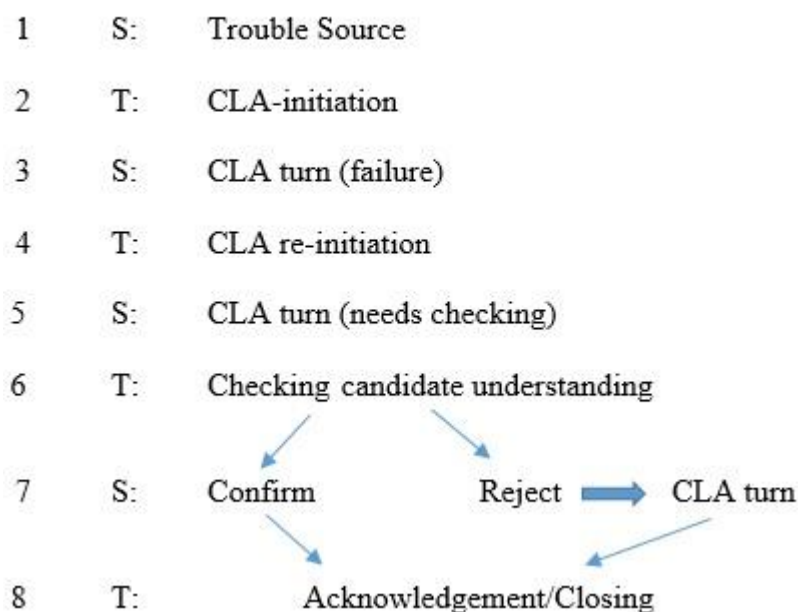 1 S: Trouble Source
2 T: CLA-initiation
3 S: CLA turn (failure)
4 T: CLA re-initiation
5 S: CLA turn (needs checking)
6 T: Checking candidate understanding
7 S: Confirm Reject CLA turn
8 T: Acknowledgement/Closing